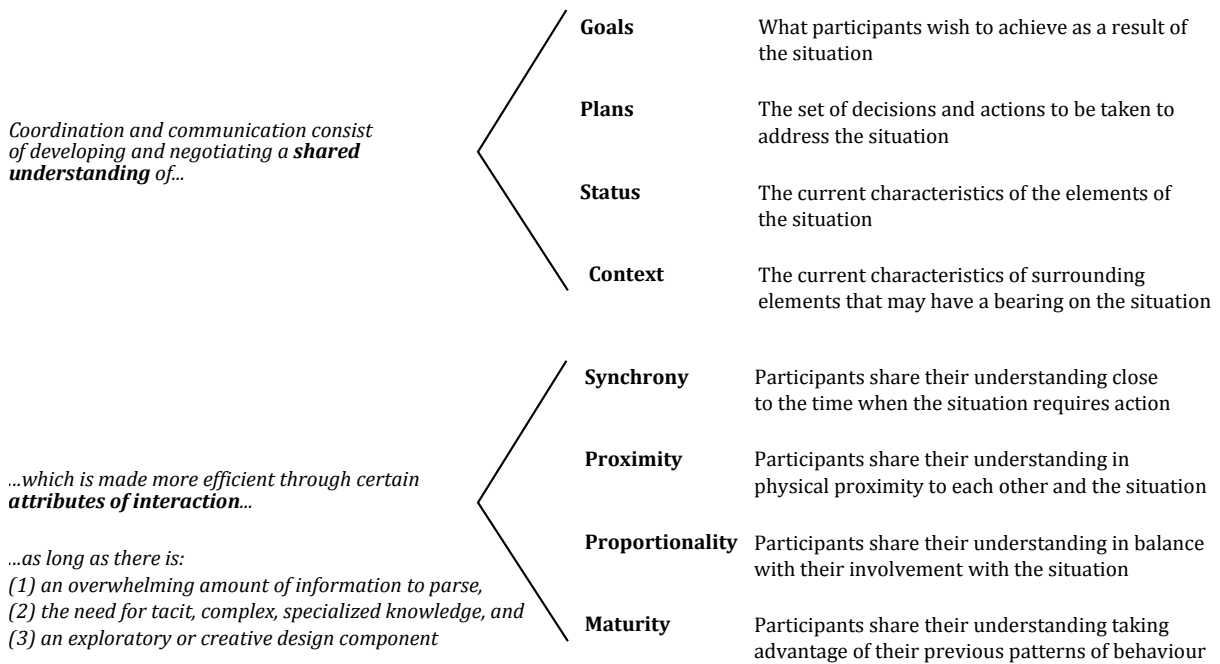 Goals What participants wish to achieve as a result of
the situation
Plans The set of decisions and actions to be taken to
address the situation
Coordination and communication consist
of developing and negotiating a shared
understanding of...
Status The current characteristics of the elements of
the situation
Context The current characteristics of surrounding
elements that may have a bearing on the situation
Synchrony Participants share their understanding close
to the time when the situation requires action
Proximity Participants share their understanding in
physical proximity to each other and the situation
...which is made more efficient through certain
attributes of interaction...
...as long as there is:
(1) an overwhelming amount of information to parse,
(2) the need for tacit, complex, specialized knowledge, and
(3) an exploratory or creative design component
Proportionality Participants share their understanding in balance
with their involvement with the situation
Maturity Participants share their understanding taking
advantage of their previous patterns of behaviour